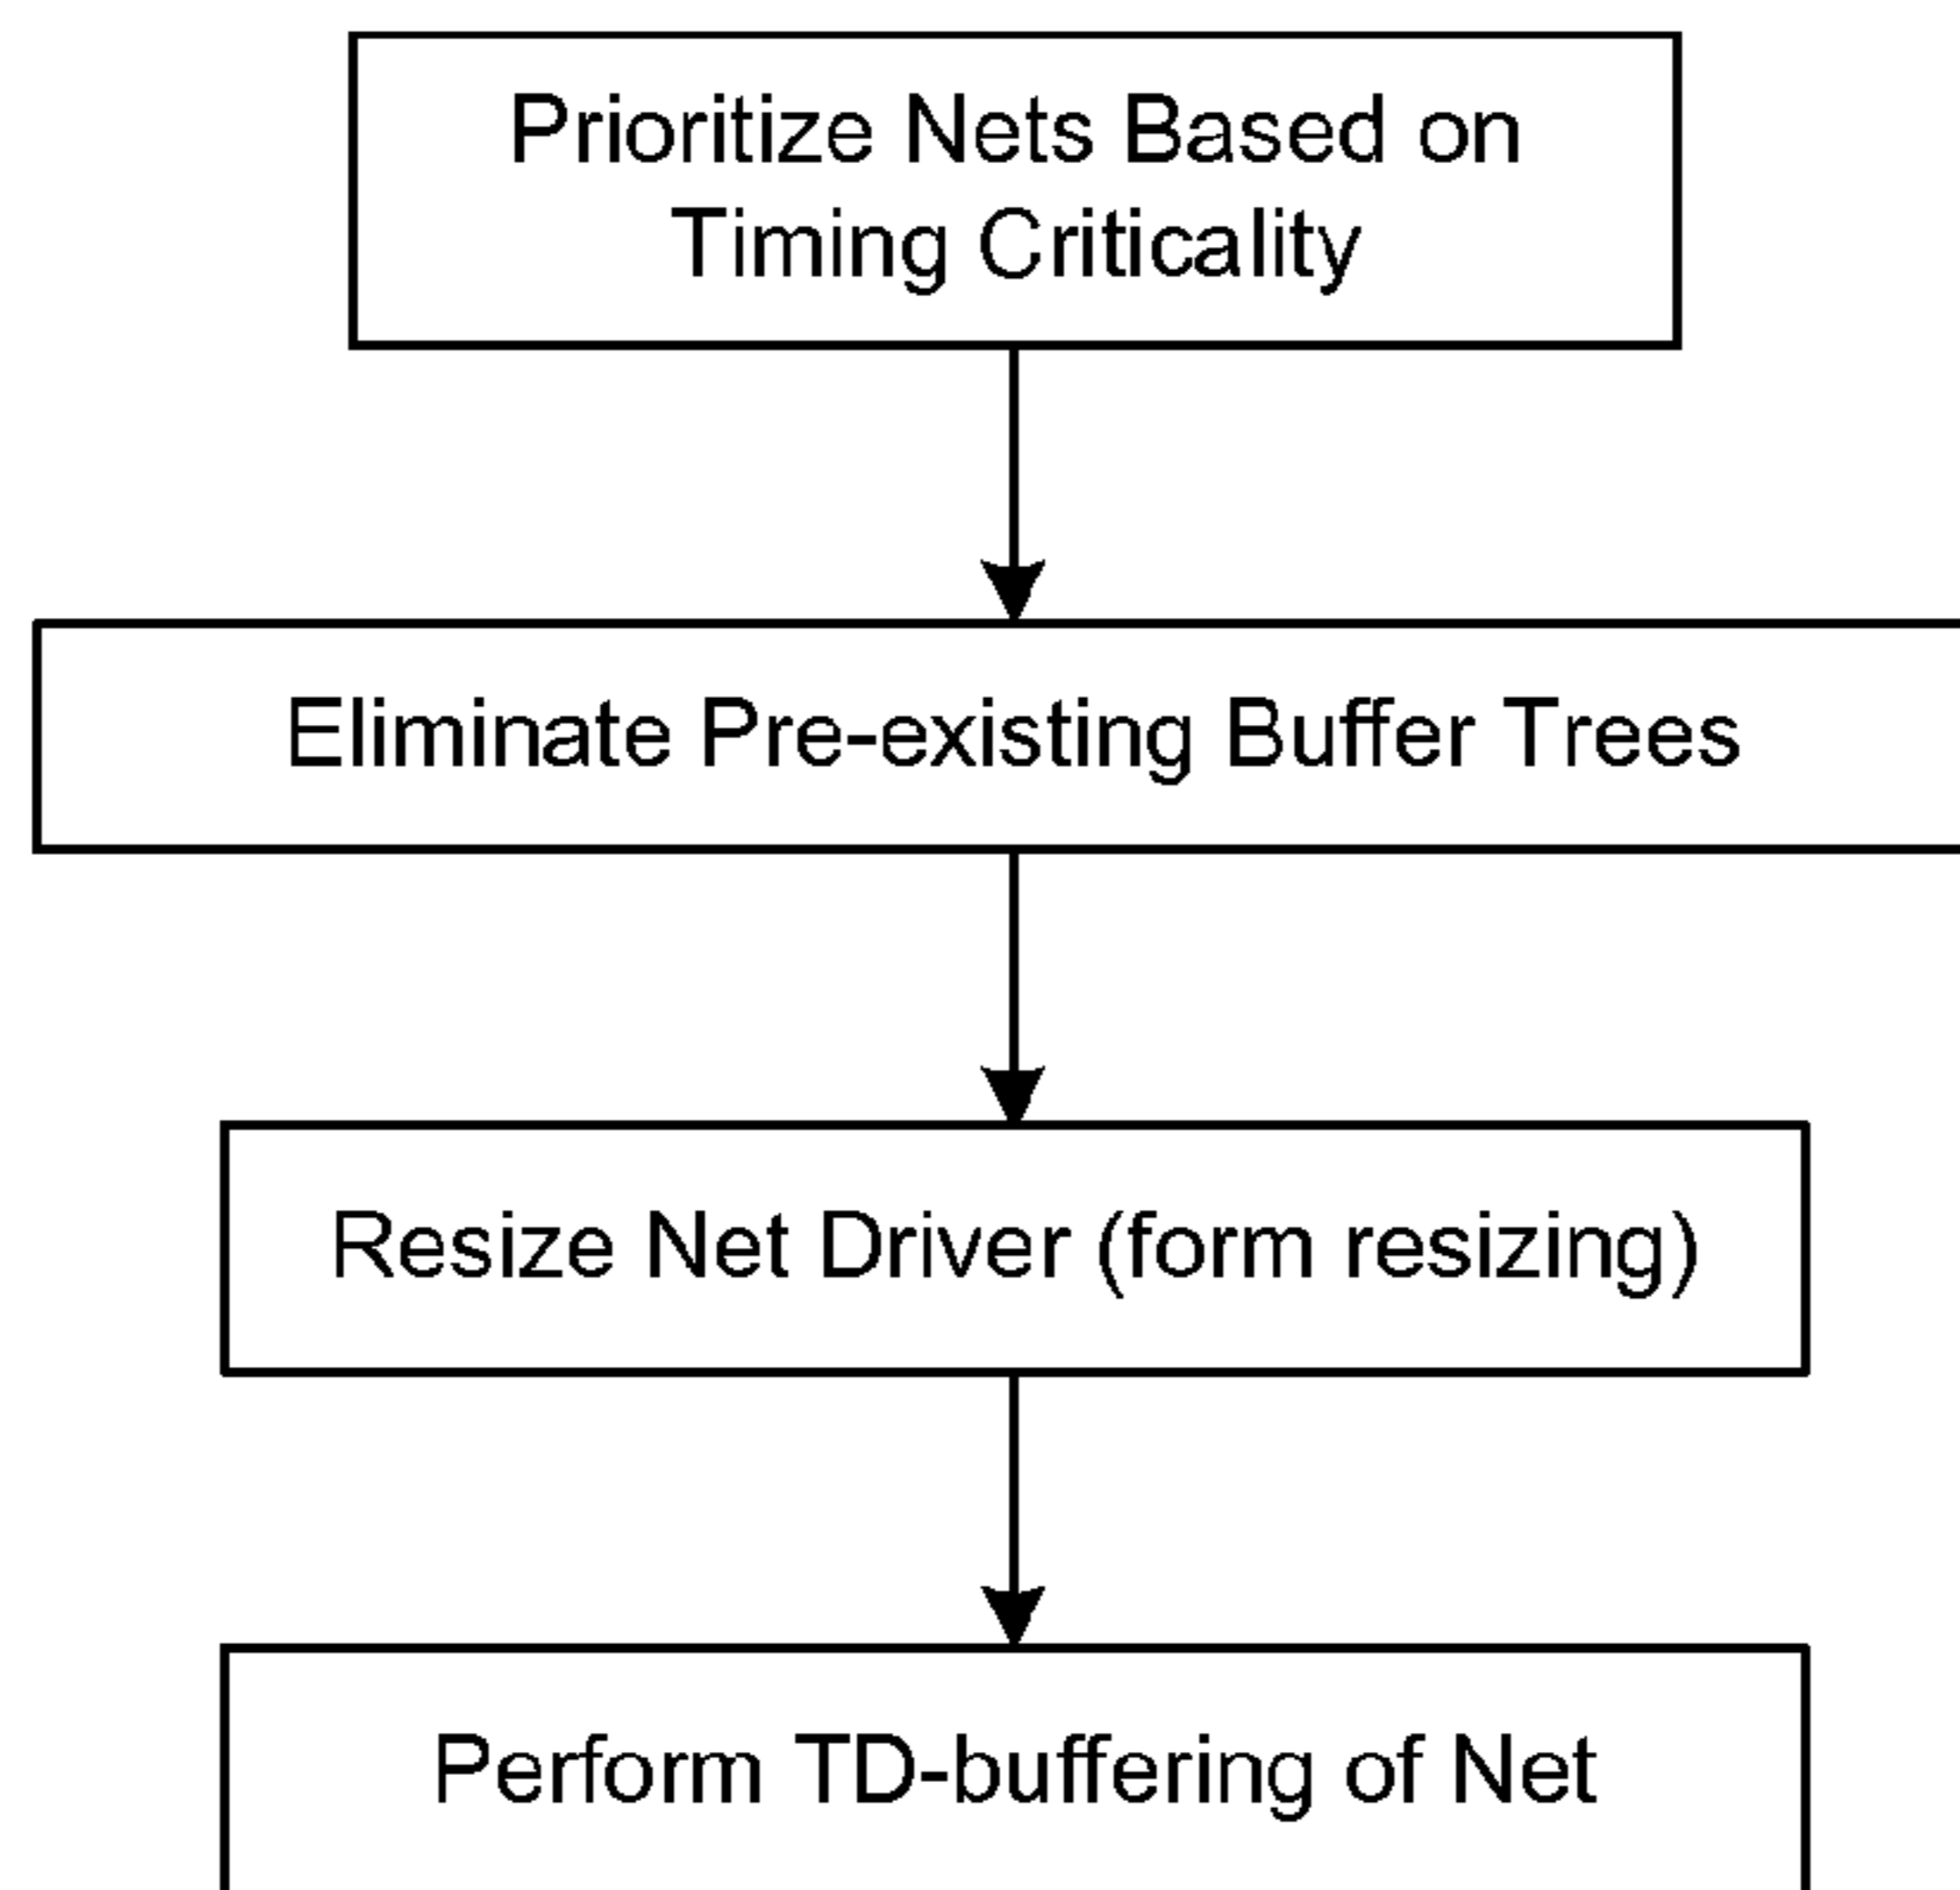 Prioritize Nets Based on
Timing Criticality
Eliminate Pre-existing Buffer Trees
Resize Net Driver (form resizing)
Perform TD-buffering of Net